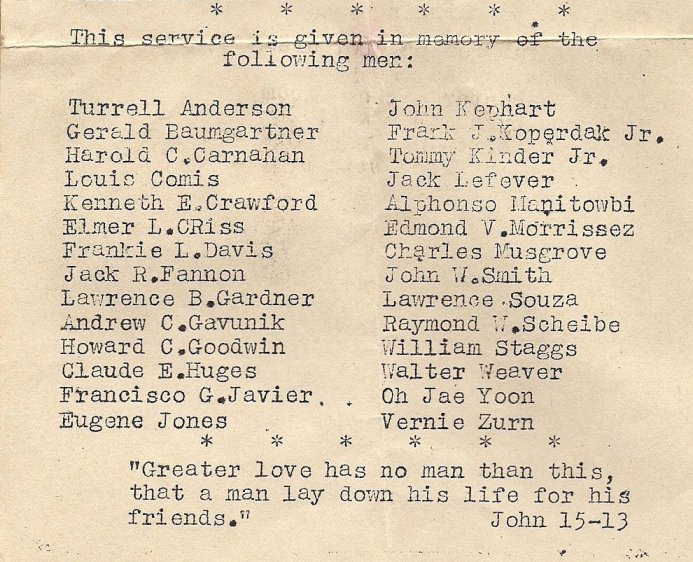 * * * * * *
This service is given in memory of the
following men:
Turrell Anderson
Gerald Baumgartner
Harold C.Carnahan
Louis Comis
Kenneth E.Crawford
Elmer L.CRiss
Frankie L.Davis
Jack R.Fannon
Lawrence B.Gardner
Andrew C.Gavunik
Howard C.Goodwin
Claude E.Huges
Francisco G.Javier.
Eugene Jones
John Kephart
Frank J.Koperdak Jr.
Tommy Kinder Jr.
Jack Lefever
Alphonso Manitowbi
Edmond V.Morrissez
Charles Musgrove
John W.Smith
Lawrence Souza
Raymond W.Scheibe
William Staggs
Walter Weaver
Oh Jae Yoon
Vernie Zurn
* * * * * *
"Greater love has no man than this,
that a man lay down his life for his
friends." John 15-13